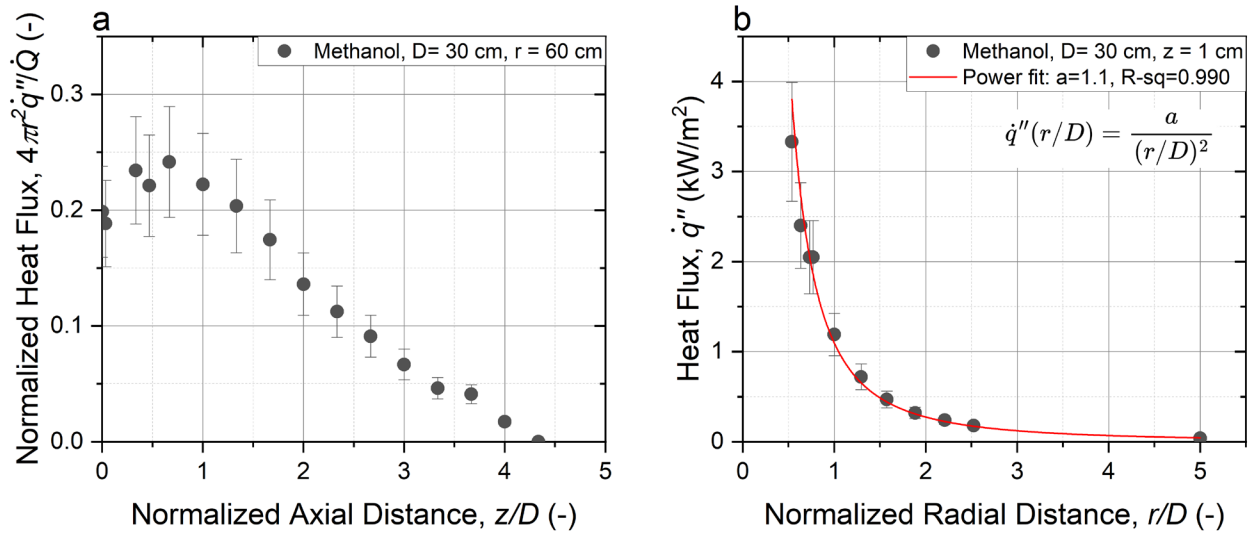 a
Methanol, D= 30 cm, r = 60 cm
Normalized Heat Flux, 4πr²q̇″/Q̇ (-)
0.3
0.2
0.1
0.0
0 1 2 3 4 5
Normalized Axial Distance, z/D (-)
b
Methanol, D= 30 cm, z = 1 cm
Power fit: a=1.1, R-sq=0.990
q̇″(r/D) = a/(r/D)²
Heat Flux, q̇″ (kW/m²)
4
3
2
1
0
0 1 2 3 4 5
Normalized Radial Distance, r/D (-)